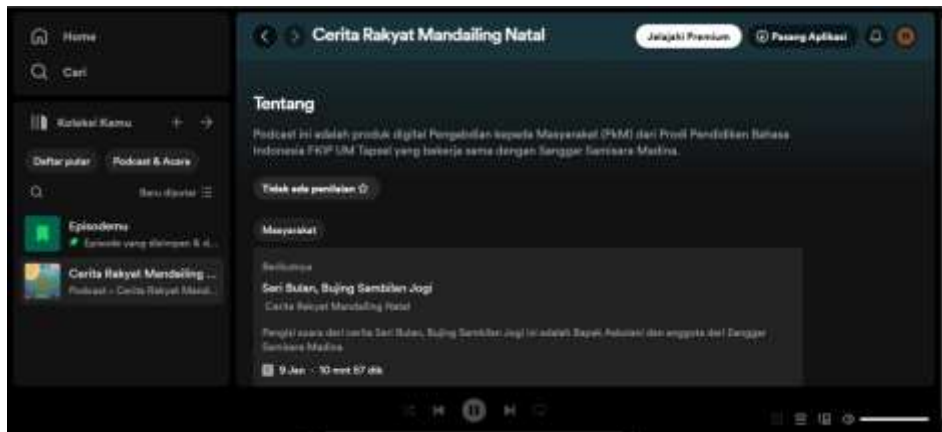 Home
Cari
Koleksi Kamu
Daftar putar
Podcast & Acara
Baru diputar
Episodemu
Episode yang disimpan & d...
Cerita Rakyat Mandailing ...
Podcast • Cerita Rakyat Mand...
Cerita Rakyat Mandailing Natal
Jelajahi Premium
Pasang Aplikasi
Tentang
Podcast ini adalah produk digital Pengabdian kepada Masyarakat (PkM) dari Prodi Pendidikan Bahasa
Indonesia FKIP UM Tapsel yang bekerja sama dengan Sanggar Samisara Madina.
Tidak ada penilaian
Masyarakat
Berikutnya
Sari Bulan, Bujing Sambilan Jogi
Cerita Rakyat Mandailing Natal
Pengisi suara dari cerita Sari Bulan, Bujing Sambilan Jogi ini adalah Bapak Askolani dan anggota dari Sanggar
Samisara Madina
9 Jan • 10 mnt 57 dtk